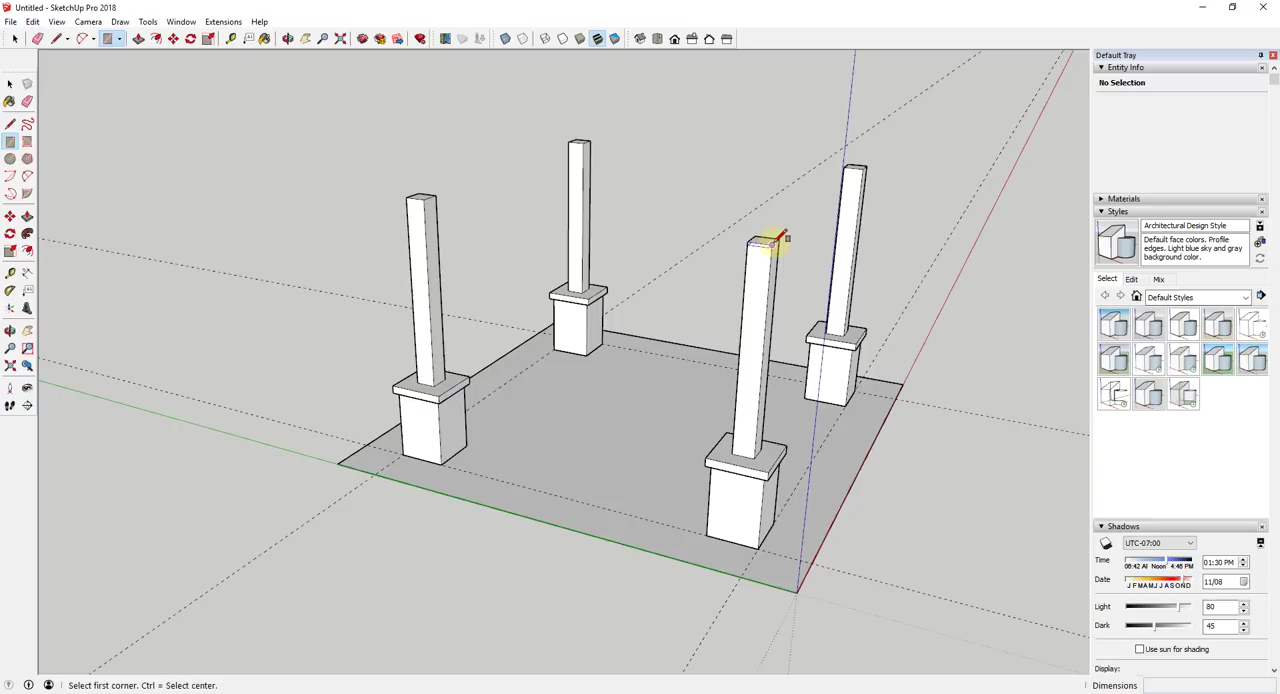 Untitled - SketchUp Pro 2018
File Edit View Camera Draw Tools Window Extensions Help
Default Tray
Entity Info
No Selection
Materials
Styles
Architectural Design Style
Default face colors. Profile
edges. Light blue sky and gray
background color.
Select Edit Mix
Default Styles
Shadows
UTC-07:00
Time 06:42 AM Noon 4:46 PM 01:30 PM
Date J F M A M J J A S O N D 11/08
Light 80
Dark 45
Use sun for shading
Display:
Select first corner. Ctrl = Select center.
Dimensions